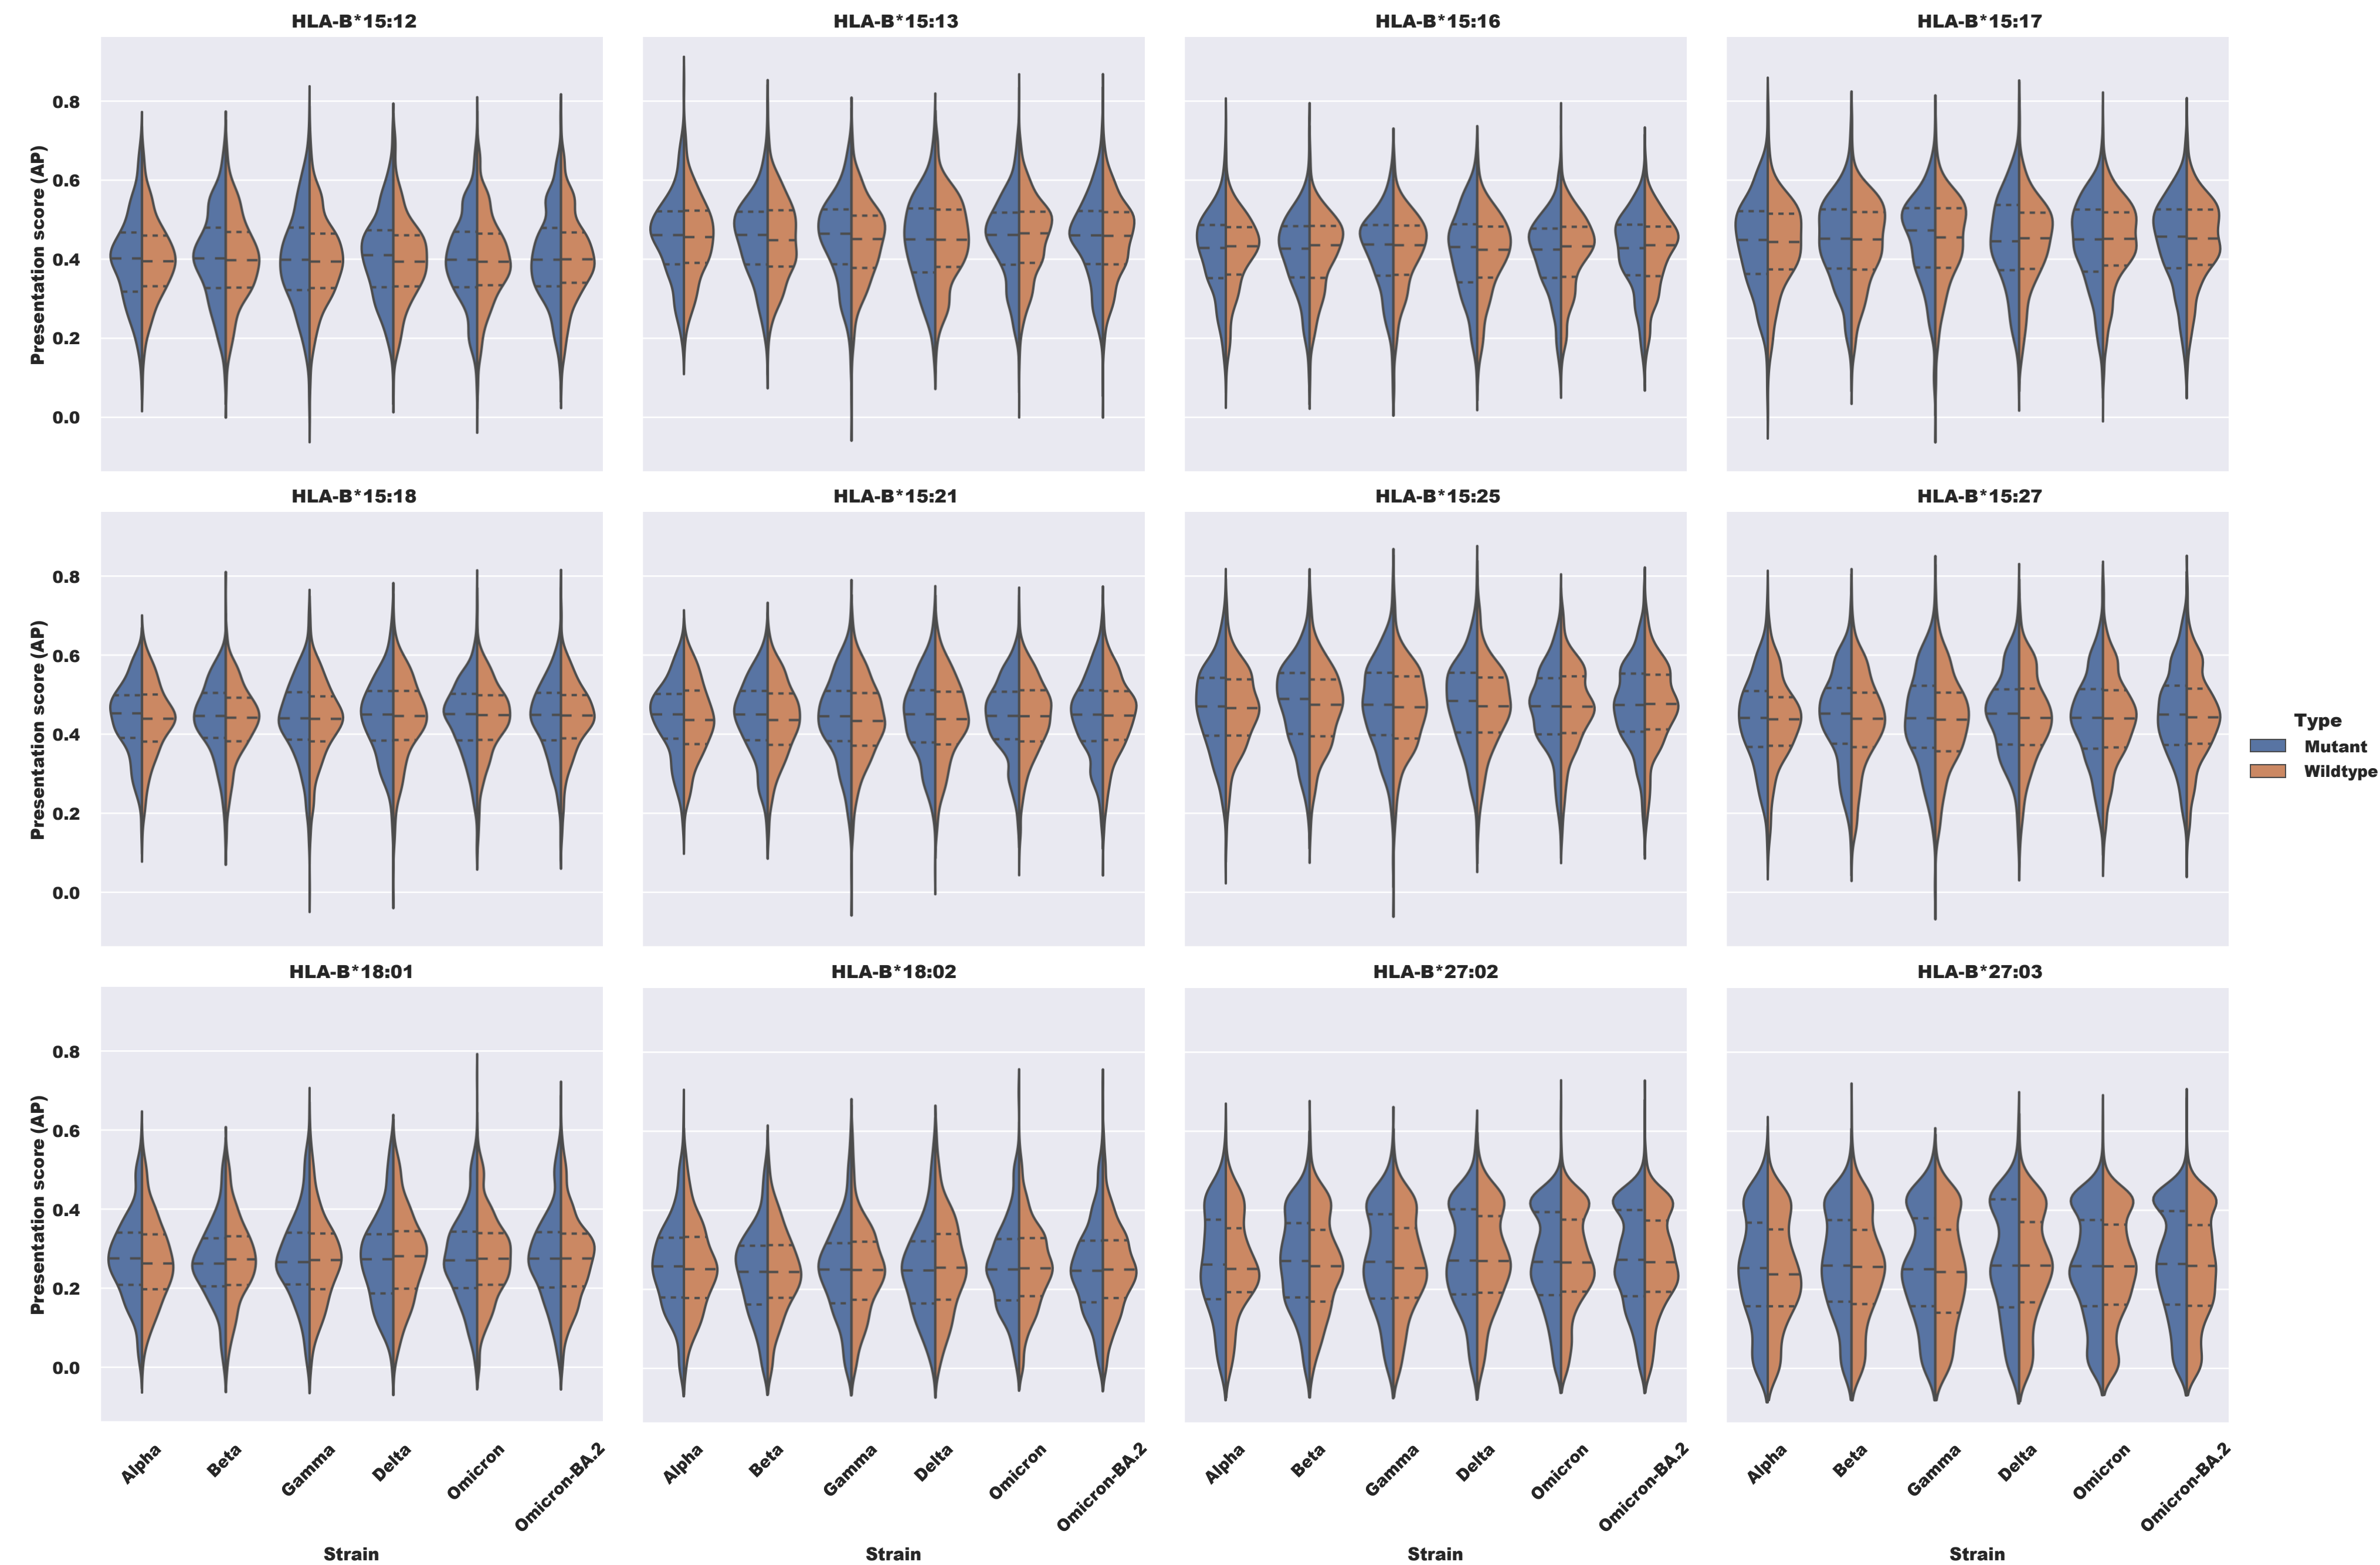 HLA-B*15:12
HLA-B*15:13
HLA-B*15:16
HLA-B*15:17
Presentation score (AP)
0.8
0.6
0.4
0.2
0.0
HLA-B*15:18
HLA-B*15:21
HLA-B*15:25
HLA-B*15:27
Presentation score (AP)
0.8
0.6
0.4
0.2
0.0
Type
Mutant
Wildtype
HLA-B*18:01
HLA-B*18:02
HLA-B*27:02
HLA-B*27:03
Presentation score (AP)
0.8
0.6
0.4
0.2
0.0
Alpha
Beta
Gamma
Delta
Omicron
Omicron-BA.2
Alpha
Beta
Gamma
Delta
Omicron
Omicron-BA.2
Alpha
Beta
Gamma
Delta
Omicron
Omicron-BA.2
Alpha
Beta
Gamma
Delta
Omicron
Omicron-BA.2
Strain
Strain
Strain
Strain